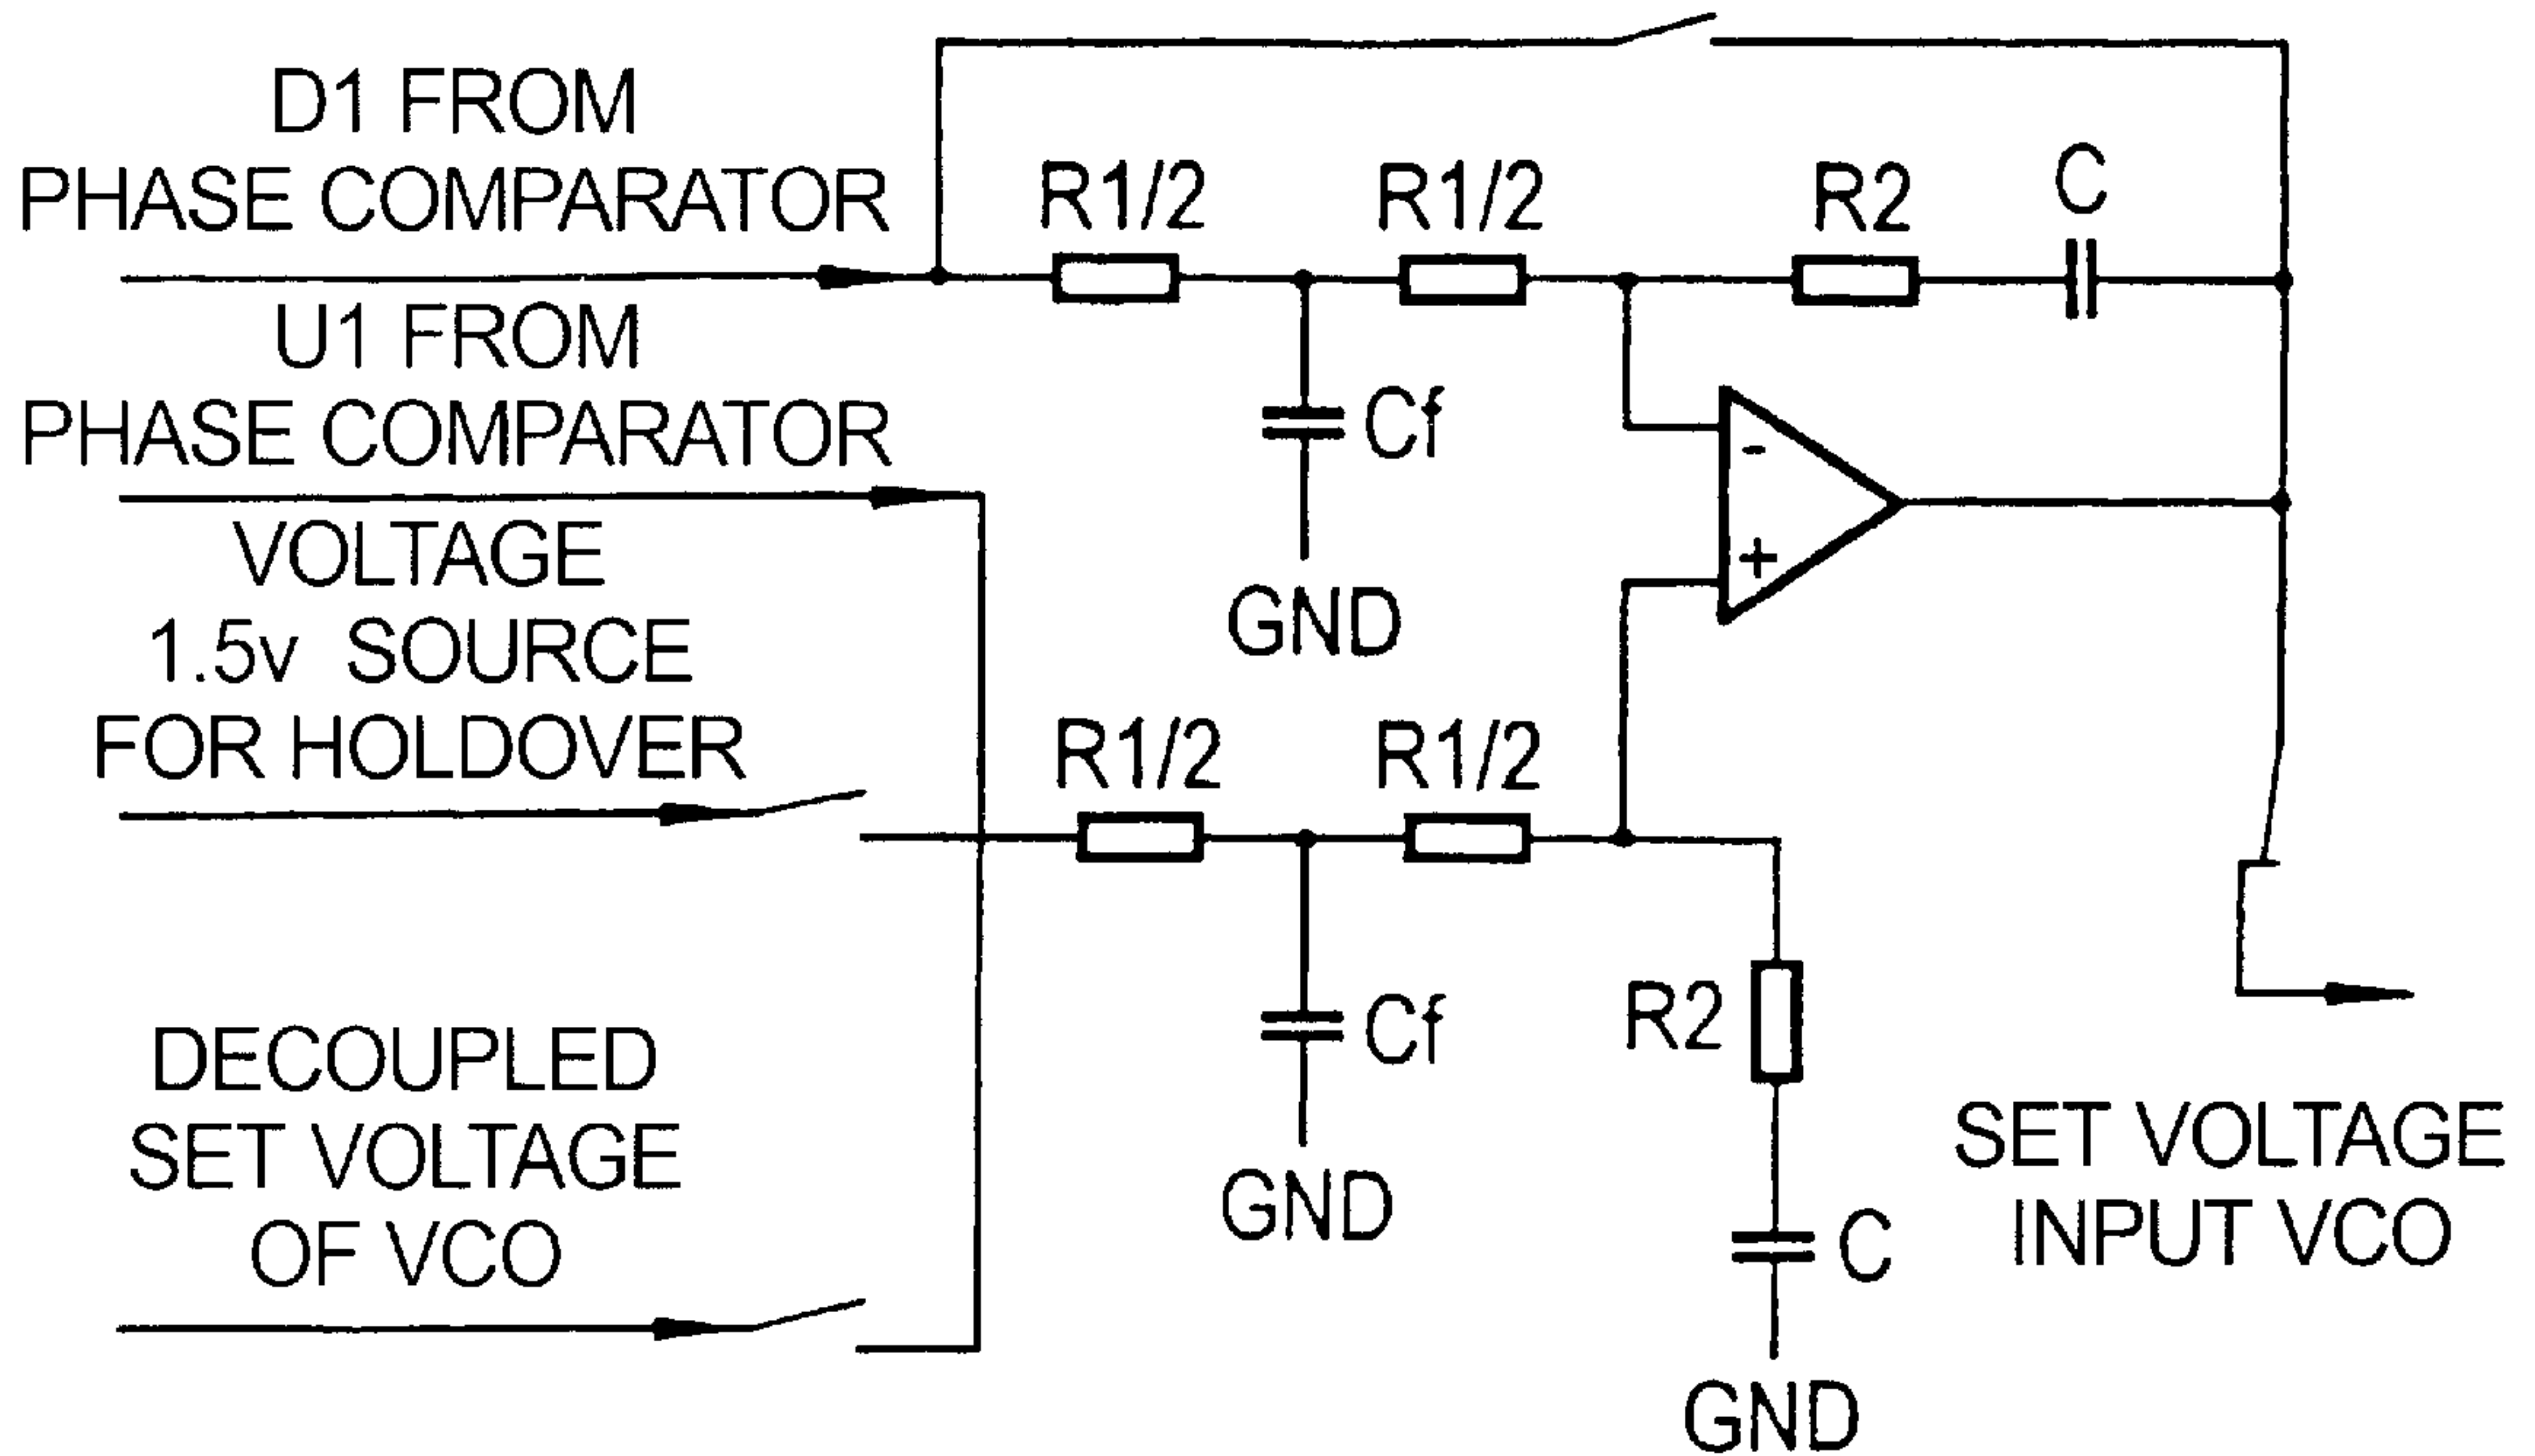 D1 FROM
PHASE COMPARATOR
R1/2
R1/2
R2
C
U1 FROM
PHASE COMPARATOR
Cf
-
+
GND
VOLTAGE
1.5v SOURCE
FOR HOLDOVER
R1/2
R1/2
Cf
R2
GND
DECOUPLED
SET VOLTAGE
OF VCO
C
GND
SET VOLTAGE
INPUT VCO